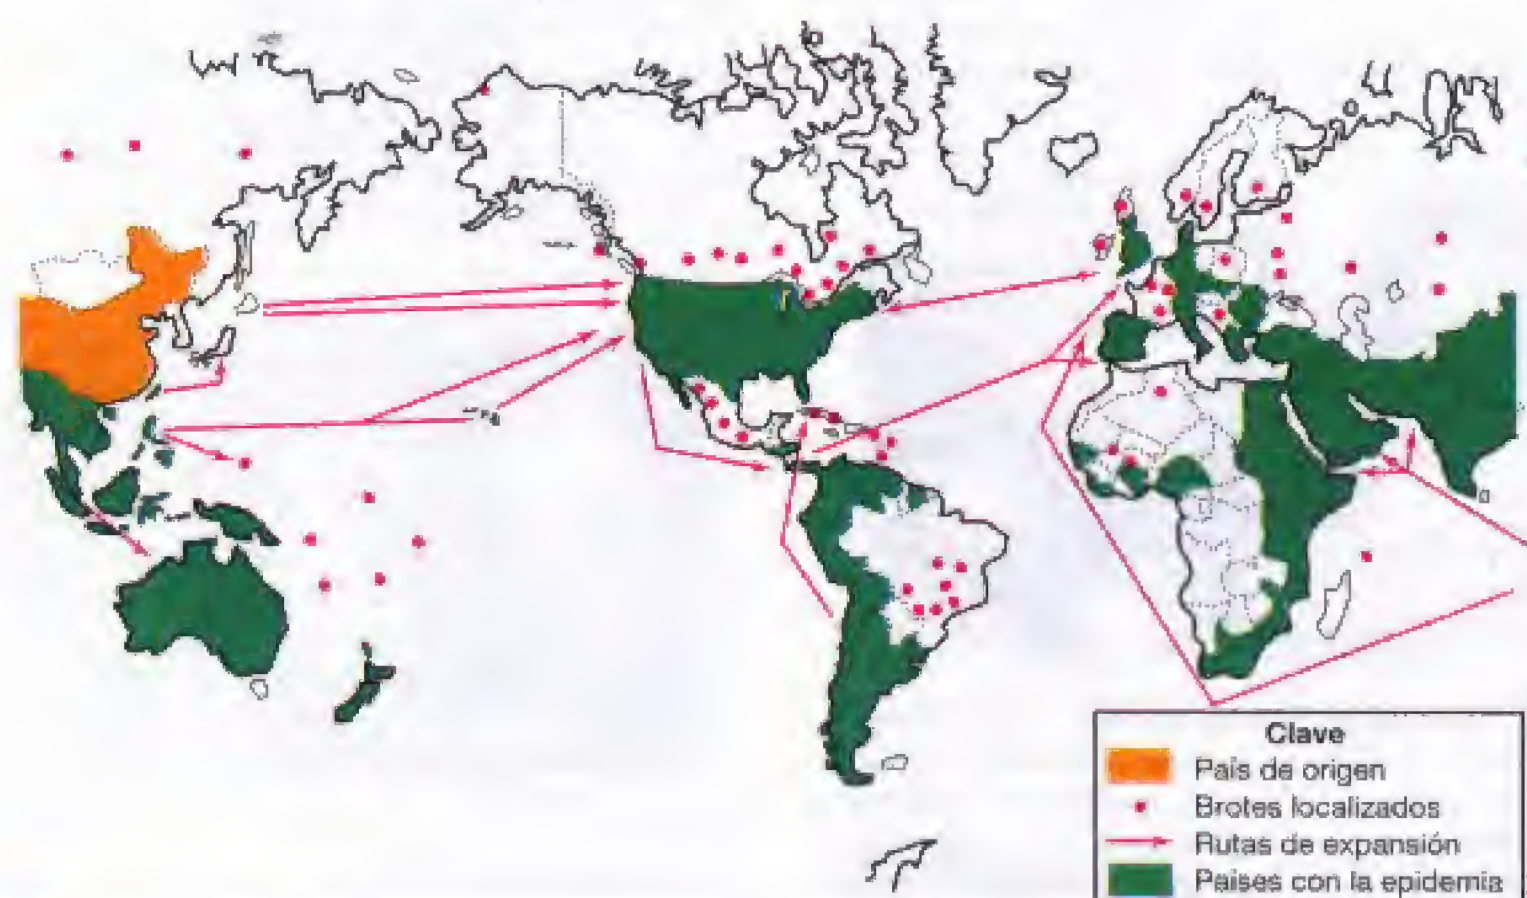 Clave
País de origen
Brotes localizados
Rutas de expansión
Países con la epidemia